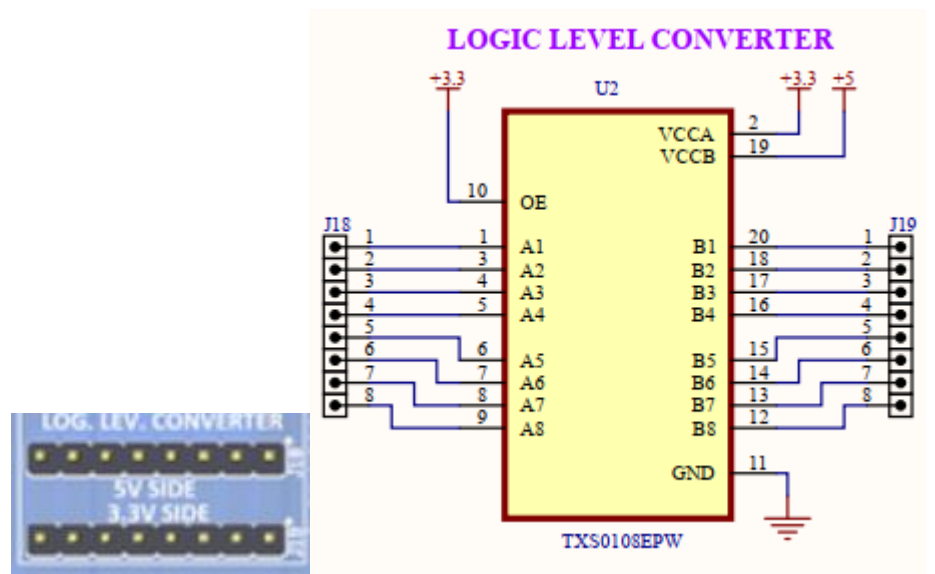 LOGIC LEVEL CONVERTER
+3.3
U2
+3.3
+5
VCCA
2
VCCB
19
10
OE
J18
J19
1
1
A1
B1
20
1
2
3
A2
B2
18
2
3
4
A3
B3
17
3
4
5
A4
B4
16
4
5
6
A5
B5
15
5
6
7
A6
B6
14
6
7
8
A7
B7
13
7
8
9
A8
B8
12
8
GND
11
TXS0108EPW
LOG. LEV. CONVERTER
5V SIDE
3,3V SIDE